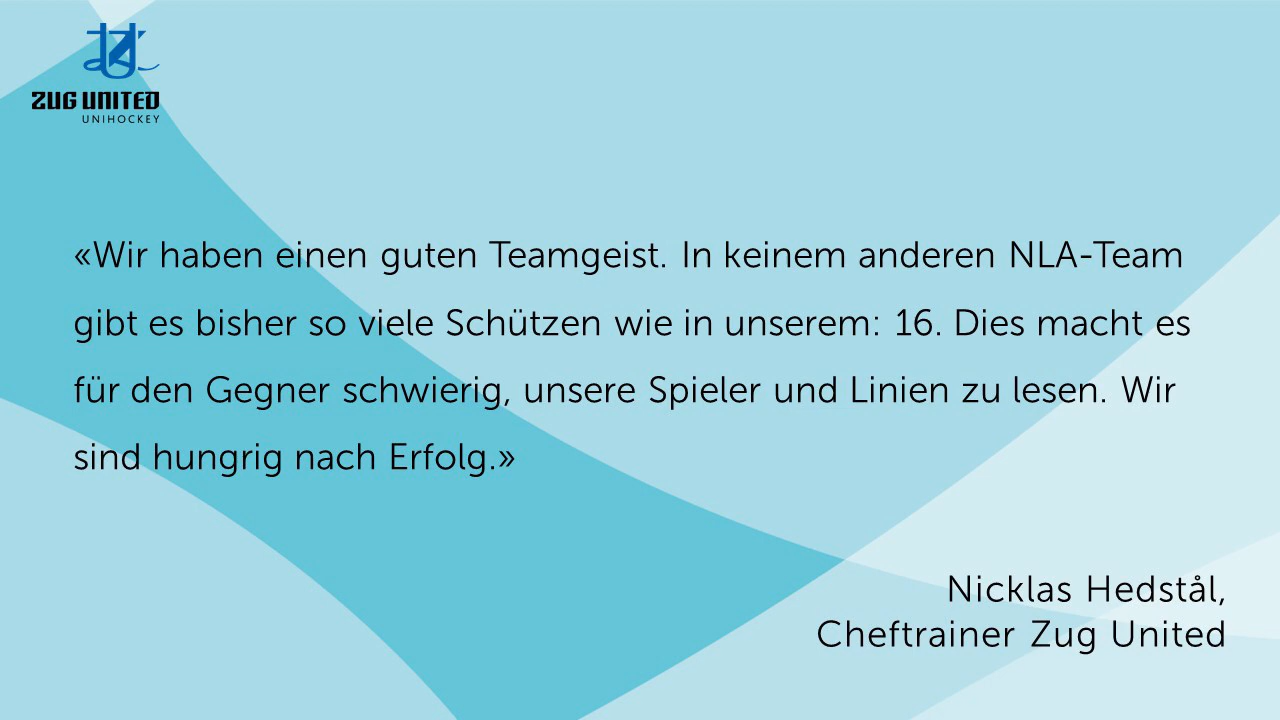 ZUG UNITED
UNIHOCKEY
«Wir haben einen guten Teamgeist. In keinem anderen NLA-Team
gibt es bisher so viele Schützen wie in unserem: 16. Dies macht es
für den Gegner schwierig, unsere Spieler und Linien zu lesen. Wir
sind hungrig nach Erfolg.»
Nicklas Hedstål,
Cheftrainer Zug United